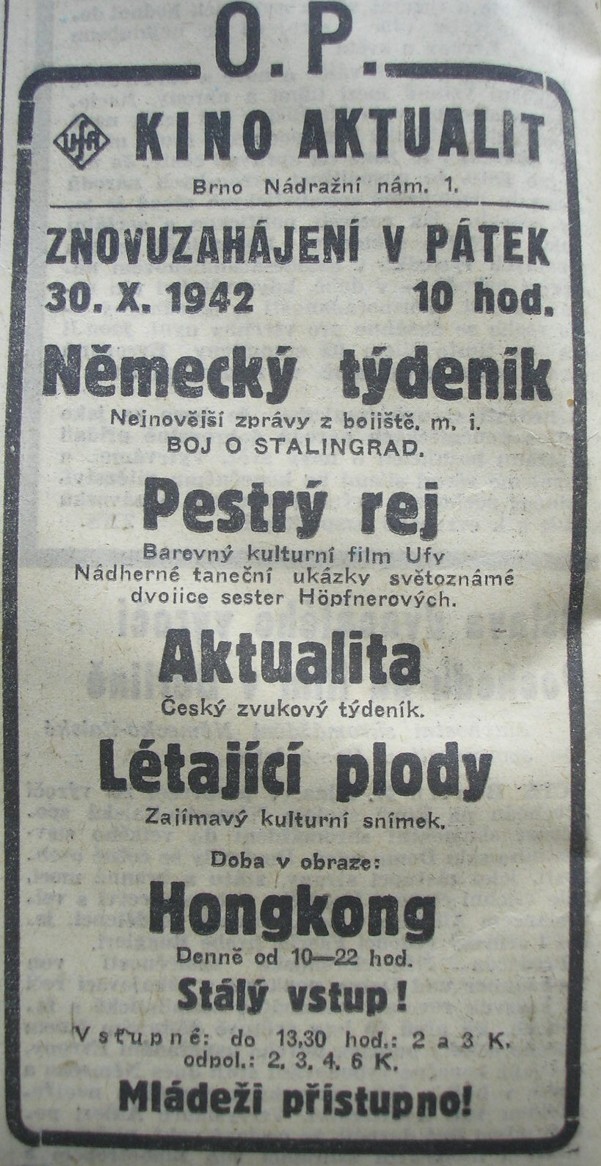 O. P.
UFA KINO AKTUALIT
Brno Nádražní nám. 1.
ZNOVUZAHÁJENÍ V PÁTEK
30. X. 1942 10 hod.
Německý týdeník
Nejnovější zprávy z bojiště. m. i.
BOJ O STALINGRAD.
Pestrý rej
Barevný kulturní film Ufy
Nádherné taneční ukázky světoznámé
dvojice sester Höpfnerových.
Aktualita
Český zvukový týdeník.
Létající plody
Zajímavý kulturní snímek.
Doba v obraze:
Hongkong
Denně od 10—22 hod.
Stálý vstup!
Vstupné: do 13,30 hod.: 2 a 3 K.
odpol.: 2, 3, 4, 6 K.
Mládeži přístupno!